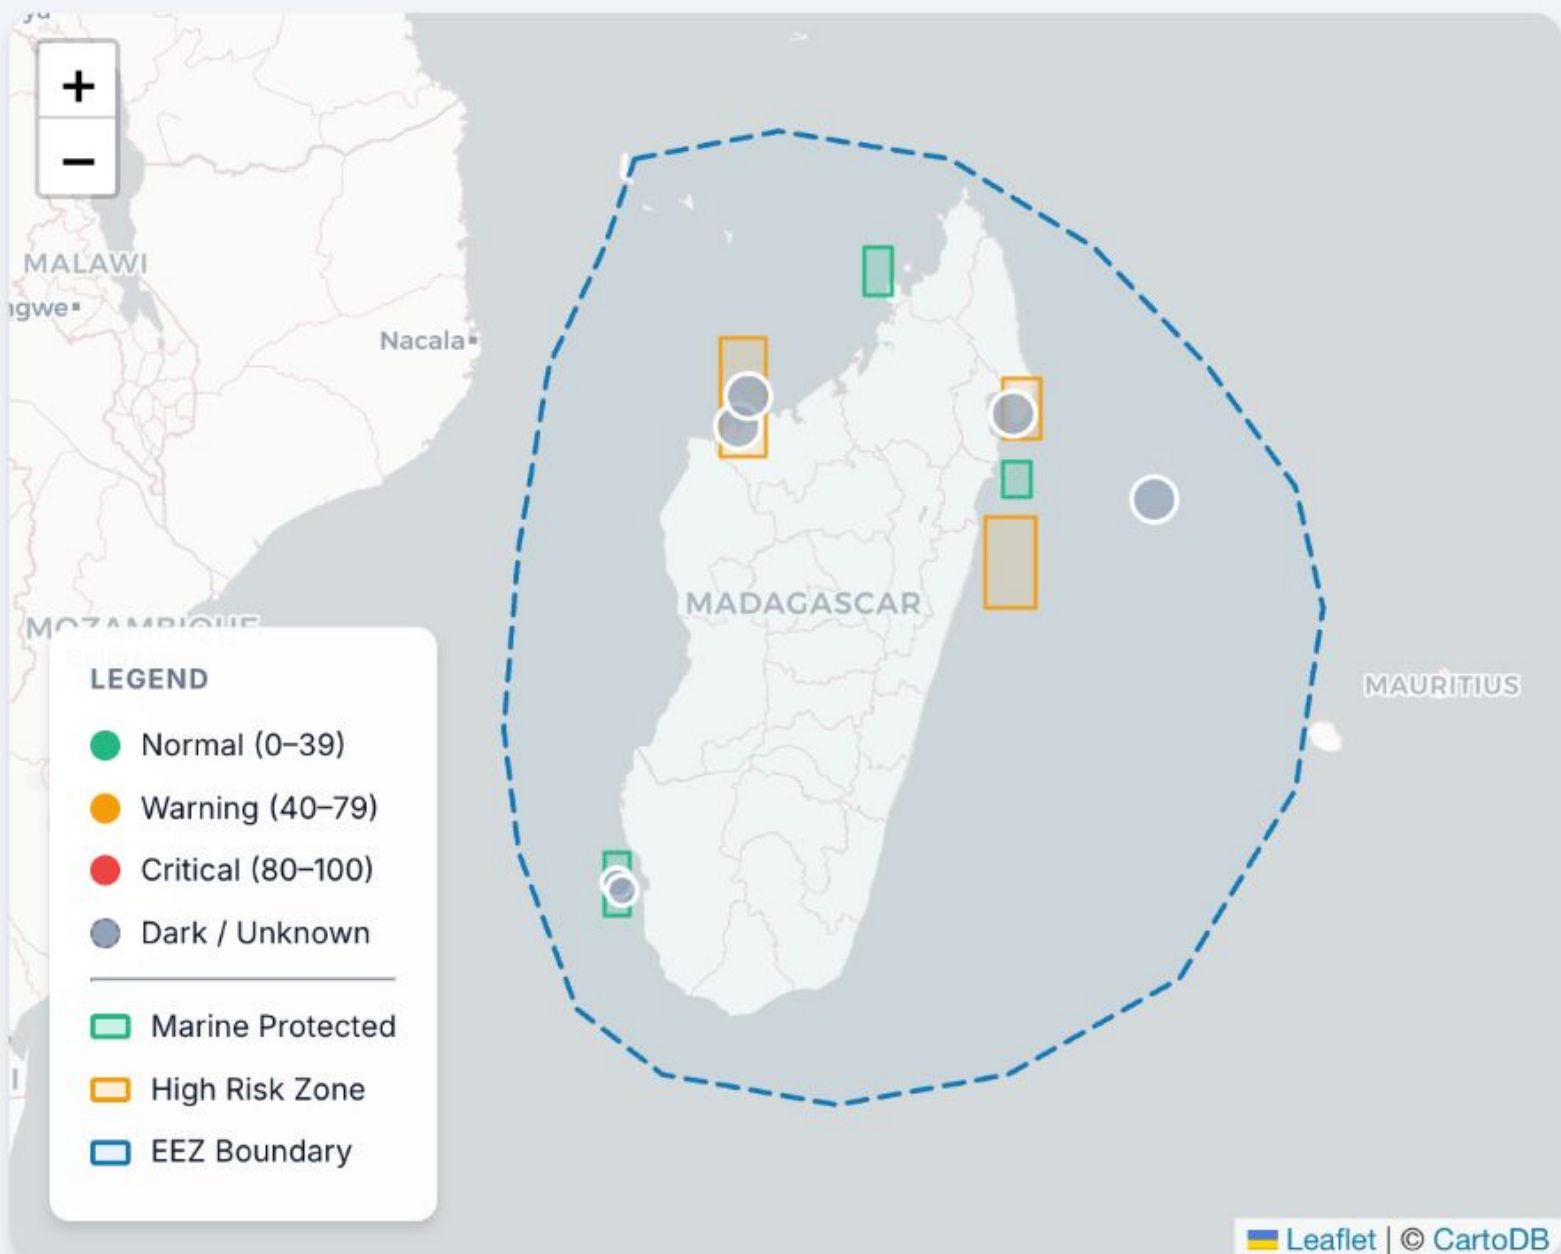 +
−
MALAWI
Nacala
MADAGASCAR
MOZAMBIQUE
MAURITIUS
LEGEND
Normal (0–39)
Warning (40–79)
Critical (80–100)
Dark / Unknown
Marine Protected
High Risk Zone
EEZ Boundary
Leaflet | © CartoDB